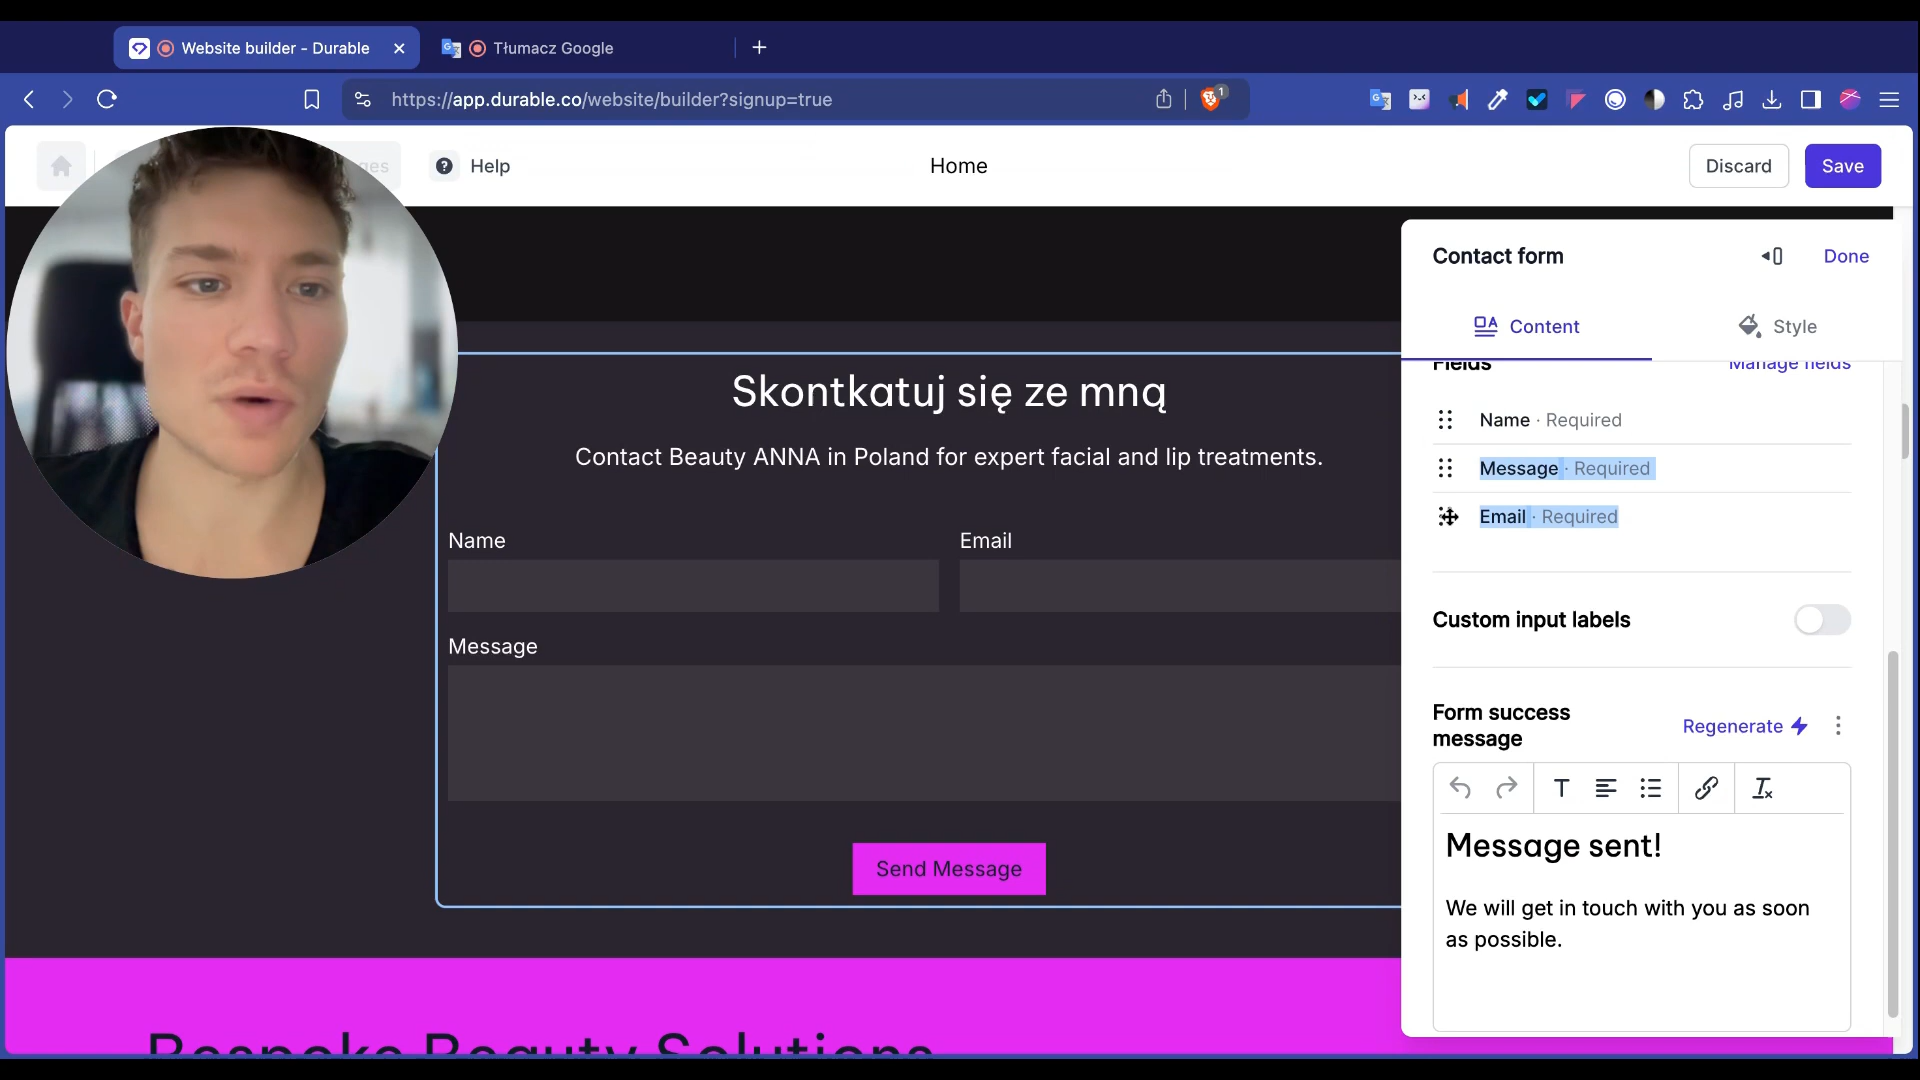 Website builder - Durable
Tłumacz Google
https://app.durable.co/website/builder?signup=true
1
Help
Home
Discard
Save
Contact form
Done
Content
Style
Fields
Manage fields
Name · Required
Message · Required
Email · Required
Custom input labels
Form success
message
Regenerate
Message sent!
We will get in touch with you as soon
as possible.
Skontkatuj się ze mną
Contact Beauty ANNA in Poland for expert facial and lip treatments.
Name
Email
Message
Send Message
Bespoke Beauty Solutions